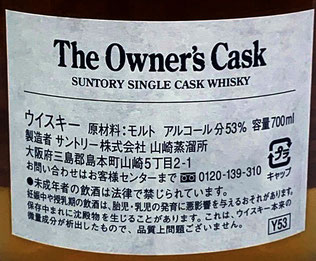 The Owner's Cask
SUNTORY SINGLE CASK WHISKY
ウイスキー 原材料:モルト アルコール分53% 容量700ml
製造者 サントリー株式会社 山崎蒸溜所
大阪府三島郡島本町山崎5丁目2-1
お問い合わせはお客様センターまで 0120-139-310
プラ
キャップ
●未成年者の飲酒は法律で禁じられています。
妊娠中や授乳期の飲酒は、胎児・乳児の発育に悪影響を与えるおそれがあります。
保存中まれに沈殿物を生じることがあります。これは、ウイスキー本来の
微量成分が析出したもので、品質上問題ございません。
Y53